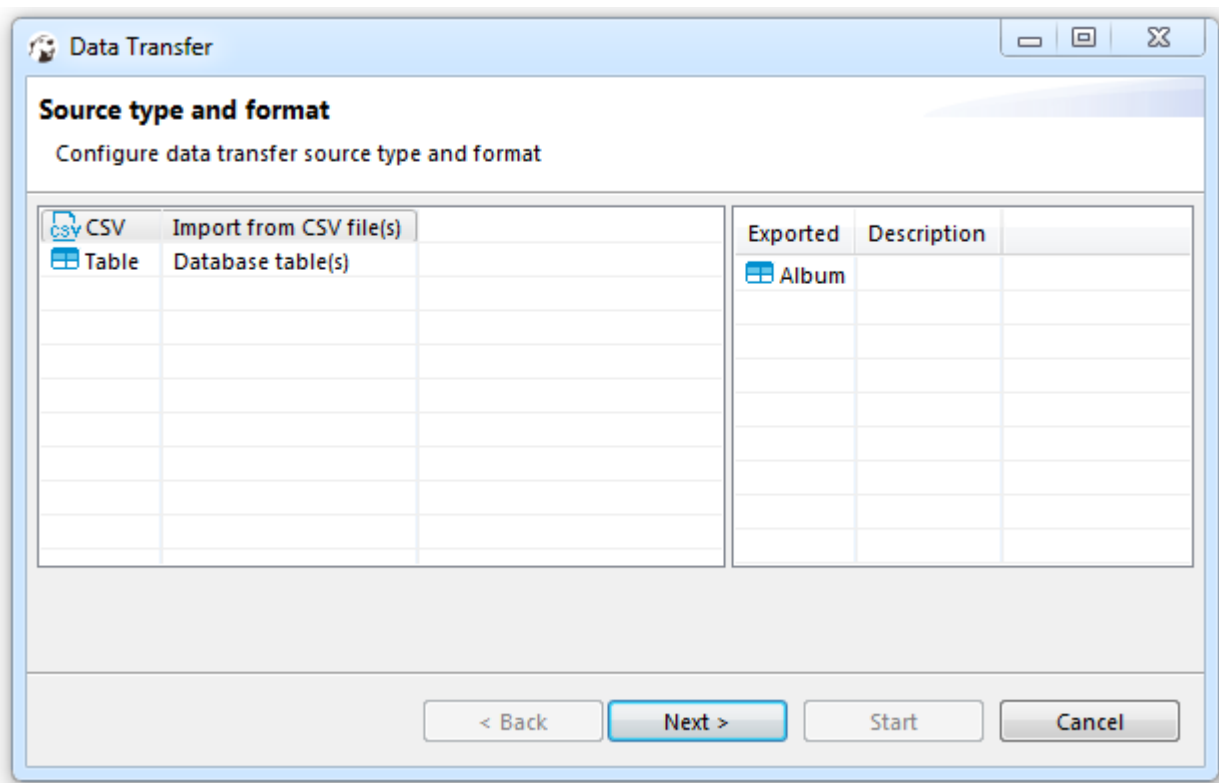 Data Transfer
Source type and format
Configure data transfer source type and format
CSV CSV Import from CSV file(s)
Table Database table(s)
Exported Description
Album
< Back Next > Start Cancel